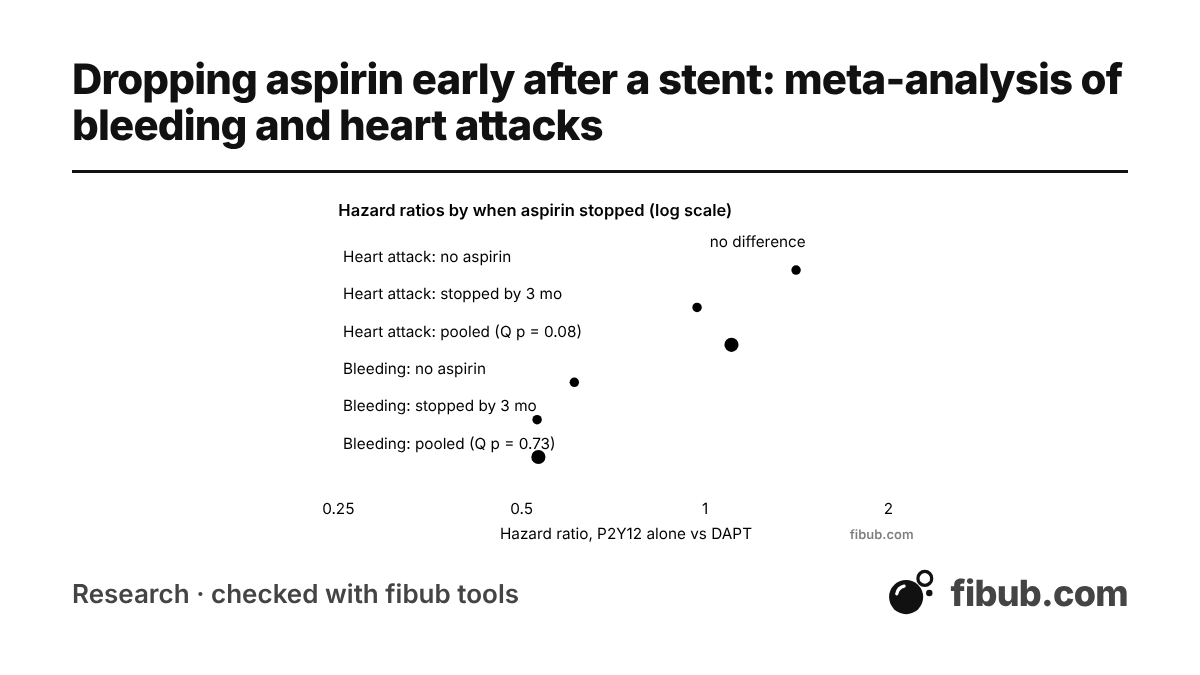 Dropping aspirin early after a stent: meta-analysis of
bleeding and heart attacks
Hazard ratios by when aspirin stopped (log scale)
no difference
Heart attack: no aspirin
Heart attack: stopped by 3 mo
Heart attack: pooled (Q p = 0.08)
Bleeding: no aspirin
Bleeding: stopped by 3 mo
Bleeding: pooled (Q p = 0.73)
0.25 0.5 1 2
Hazard ratio, P2Y12 alone vs DAPT
fibub.com
Research · checked with fibub tools
fibub.com